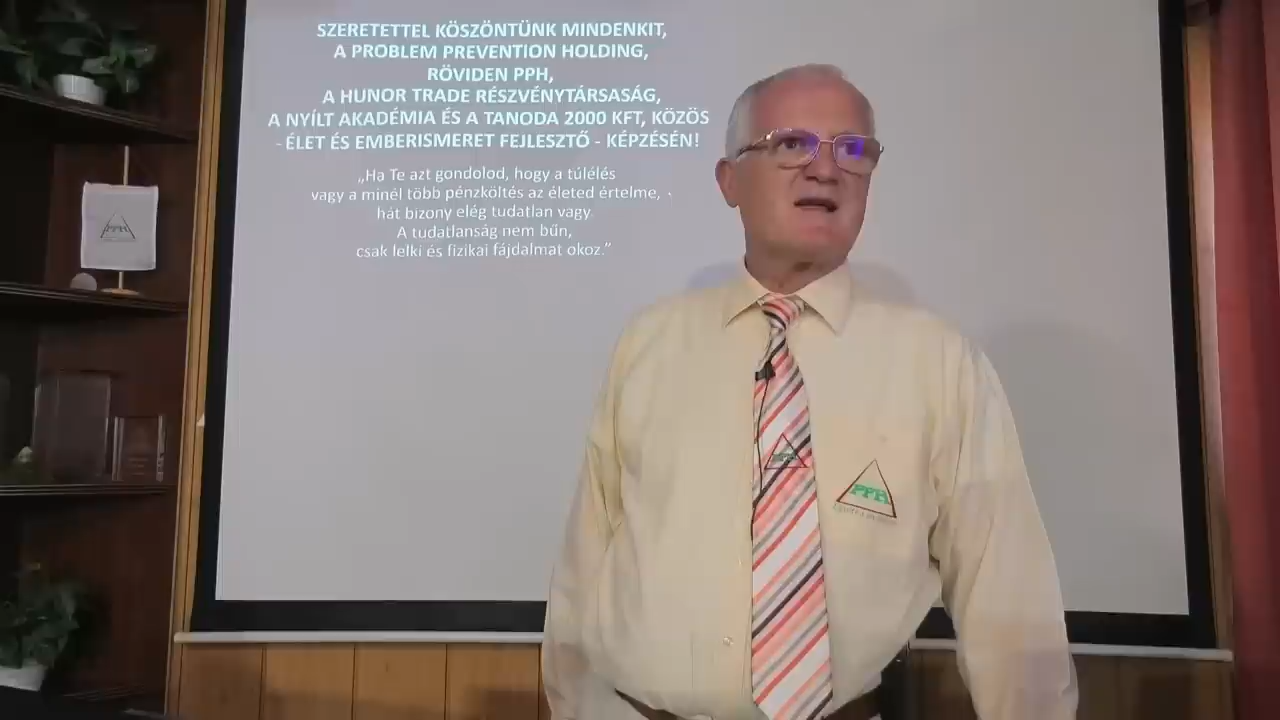 SZERETETTEL KÖSZÖNTÜNK MINDENKIT,
A PROBLEM PREVENTION HOLDING,
RÖVIDEN PPH,
A HUNOR TRADE RÉSZVÉNYTÁRSASÁG,
A NYÍLT AKADÉMIA ÉS A TANODA 2000 KFT, KÖZÖS
- ÉLET ÉS EMBERISMERET FEJLESZTŐ - KÉPZÉSÉN!
„Ha Te azt gondolod, hogy a túlélés
vagy a minél több pénzköltés az életed értelme,
hát bizony elég tudatlan vagy.
A tudatlanság nem bűn,
csak lelki és fizikai fájdalmat okoz.”
PPH
PPH
PPH